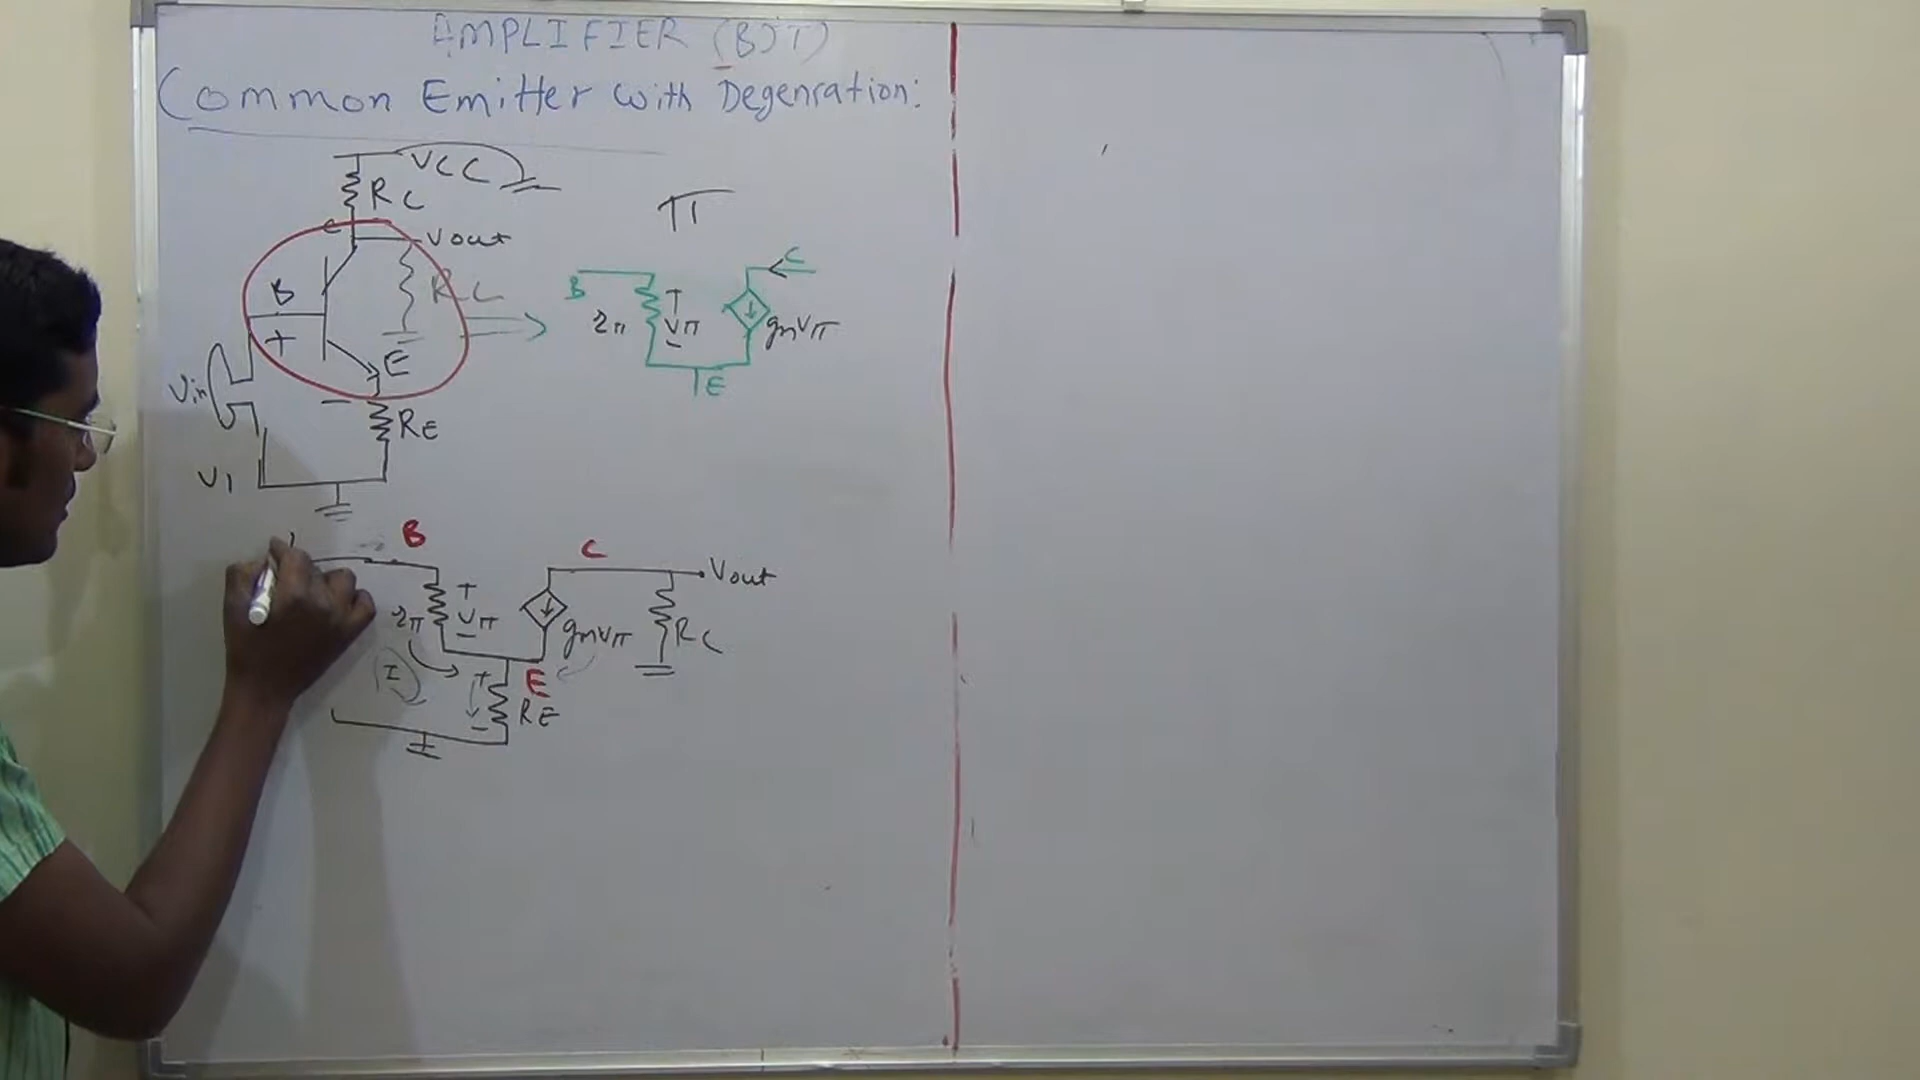 AMPLIFIER (BJT)
Common Emitter with Degenration:
VCC
RC
C
Vout
B
RC
+
E
Vin
−
RE
V1
π
B
C
rπ
+
Vπ
−
gmVπ
E
B
C
Vout
rπ
+
Vπ
−
gmVπ
RC
I
+
E
RE
−